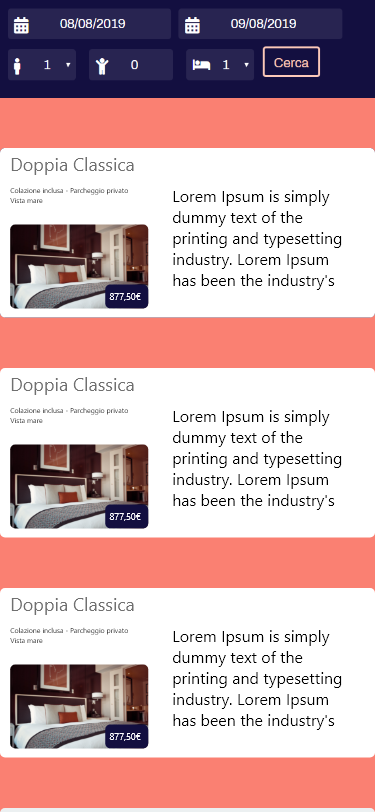 08/08/2019 09/08/2019
1 0 1 Cerca
Doppia Classica
Colazione inclusa - Parcheggio privato
Vista mare
877,50€
Lorem Ipsum is simply
dummy text of the
printing and typesetting
industry. Lorem Ipsum
has been the industry's
Doppia Classica
Colazione inclusa - Parcheggio privato
Vista mare
877,50€
Lorem Ipsum is simply
dummy text of the
printing and typesetting
industry. Lorem Ipsum
has been the industry's
Doppia Classica
Colazione inclusa - Parcheggio privato
Vista mare
877,50€
Lorem Ipsum is simply
dummy text of the
printing and typesetting
industry. Lorem Ipsum
has been the industry's